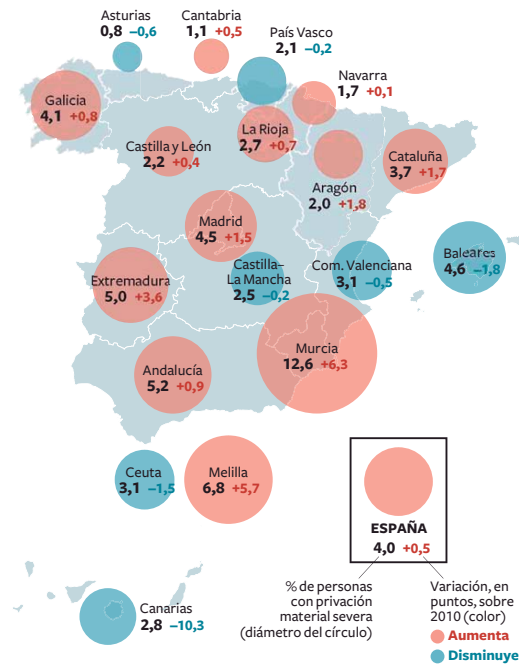 Asturias
0,8 −0,6
Cantabria
1,1 +0,5
País Vasco
2,1 −0,2
Navarra
1,7 +0,1
Galicia
4,1 +0,8
Castilla y León
2,2 +0,4
La Rioja
2,7 +0,7
Aragón
2,0 +1,8
Cataluña
3,7 +1,7
Madrid
4,5 +1,5
Extremadura
5,0 +3,6
Castilla–
La Mancha
2,5 −0,2
Com. Valenciana
3,1 −0,5
Baleares
4,6 −1,8
Murcia
12,6 +6,3
Andalucía
5,2 +0,9
Ceuta
3,1 −1,5
Melilla
6,8 +5,7
Canarias
2,8 −10,3
ESPAÑA
4,0 +0,5
% de personas
con privación
material severa
(diámetro del círculo)
Variación, en
puntos, sobre
2010 (color)
Aumenta
Disminuye